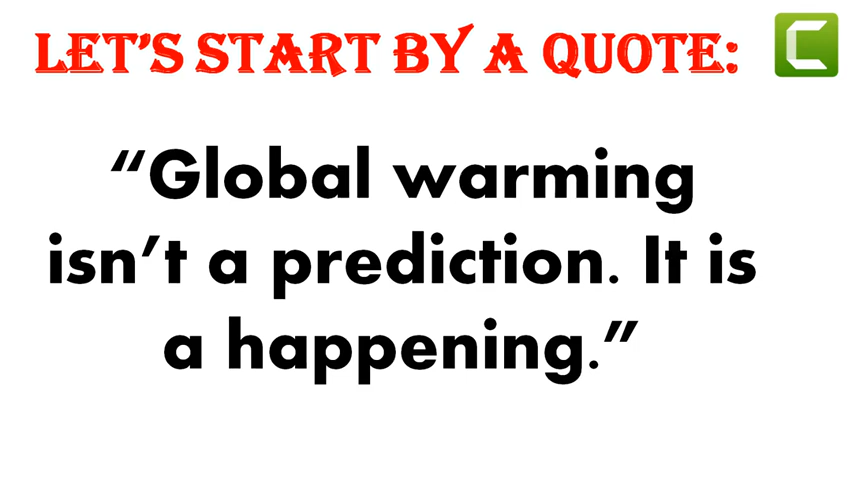 LET'S START BY A QUOTE:
“Global warming
isn’t a prediction. It is
a happening.”